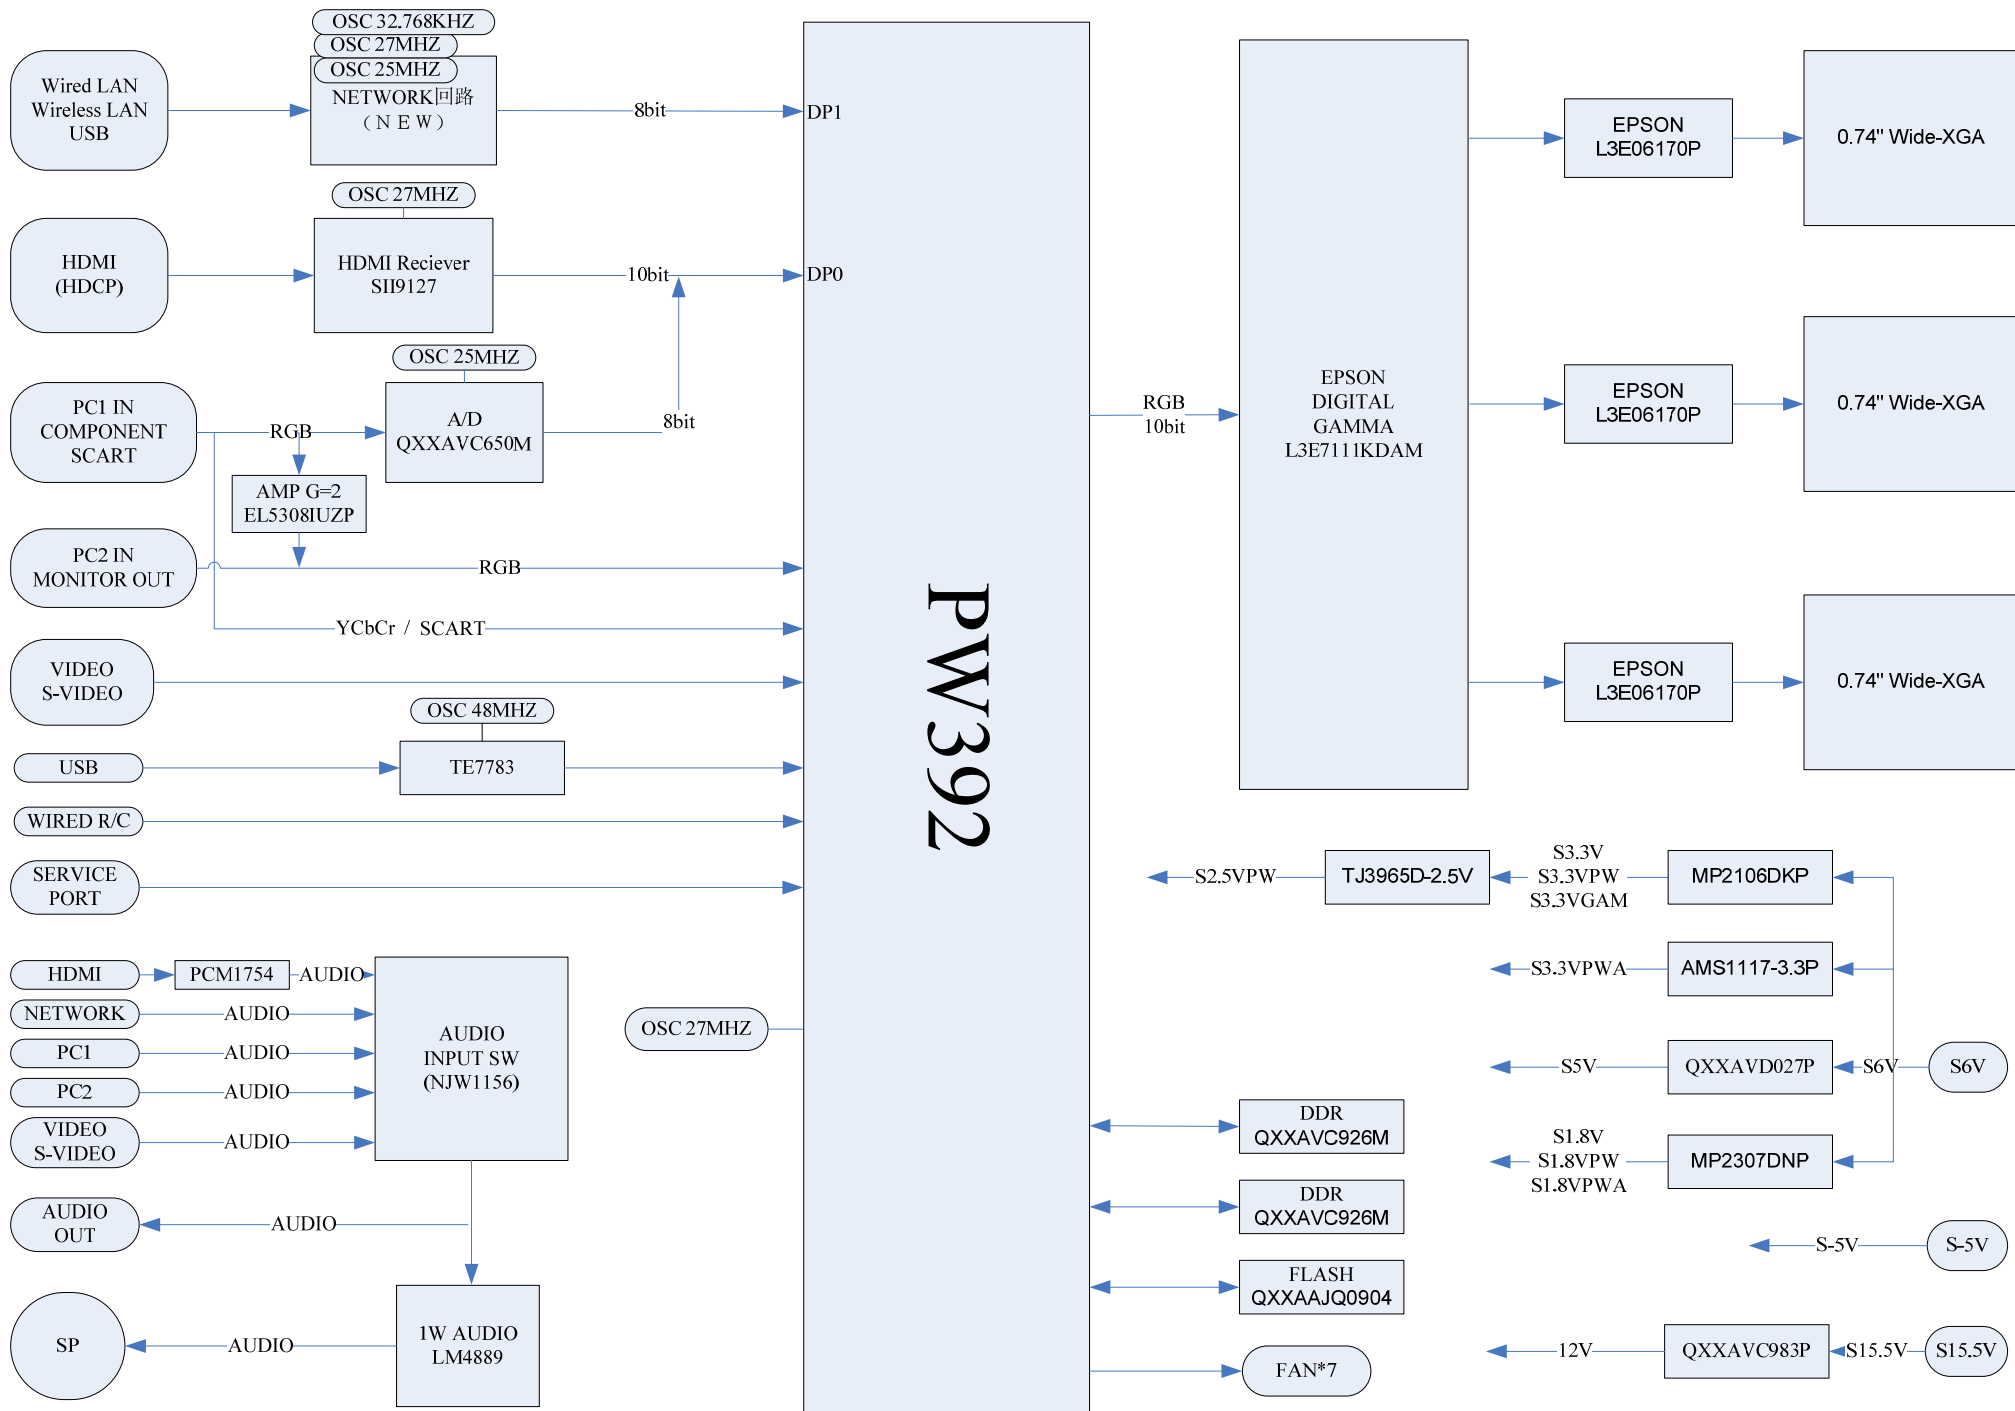 OSC 32.768KHZ
OSC 27MHZ
OSC 25MHZ
Wired LAN
Wireless LAN
USB
NETWORK回路
（ＮＥＷ）
8bit
DP1
OSC 27MHZ
HDMI
(HDCP)
HDMI Reciever
SII9127
10bit
DP0
OSC 25MHZ
PC1 IN
COMPONENT
SCART
RGB
A/D
QXXAVC650M
8bit
AMP G=2
EL5308IUZP
PC2 IN
MONITOR OUT
RGB
YCbCr / SCART
VIDEO
S-VIDEO
OSC 48MHZ
USB
TE7783
WIRED R/C
SERVICE
PORT
HDMI
PCM1754
AUDIO
NETWORK
AUDIO
PC1
AUDIO
PC2
AUDIO
VIDEO
S-VIDEO
AUDIO
AUDIO
INPUT SW
(NJW1156)
AUDIO
OUT
AUDIO
SP
AUDIO
1W AUDIO
LM4889
OSC 27MHZ
PW392
RGB
10bit
EPSON
DIGITAL
GAMMA
L3E7111KDAM
EPSON
L3E06170P
0.74" Wide-XGA
EPSON
L3E06170P
0.74" Wide-XGA
EPSON
L3E06170P
0.74" Wide-XGA
S2.5VPW
TJ3965D-2.5V
S3.3V
S3.3VPW
S3.3VGAM
MP2106DKP
S3.3VPWA
AMS1117-3.3P
S5V
QXXAVD027P
S6V
S6V
S1.8V
S1.8VPW
S1.8VPWA
MP2307DNP
S-5V
S-5V
12V
QXXAVC983P
S15.5V
S15.5V
DDR
QXXAVC926M
DDR
QXXAVC926M
FLASH
QXXAAJQ0904
FAN*7